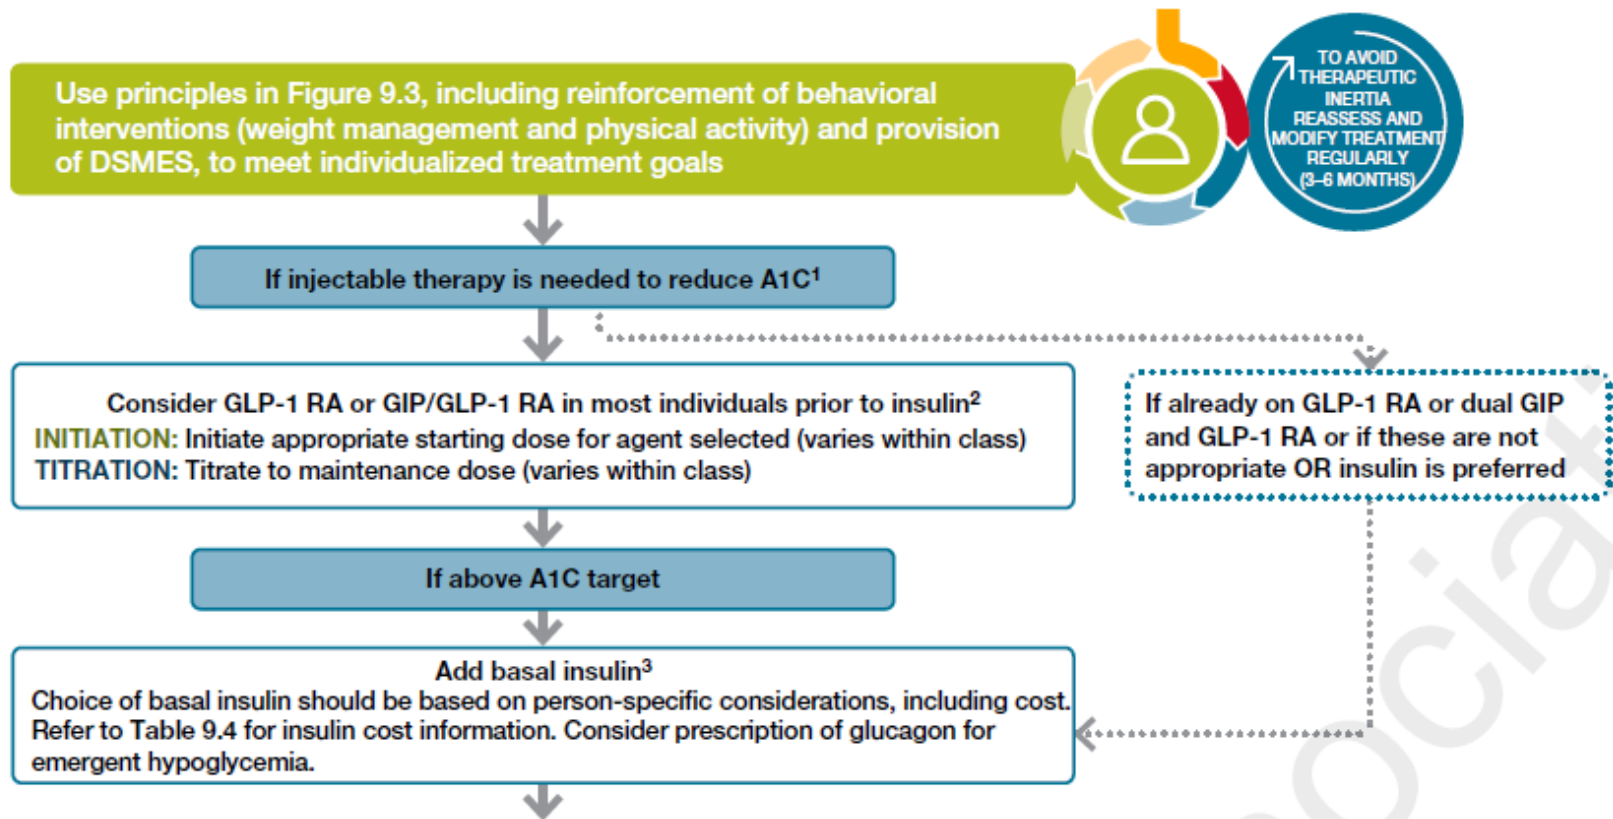 Use principles in Figure 9.3, including reinforcement of behavioral
interventions (weight management and physical activity) and provision
of DSMES, to meet individualized treatment goals
TO AVOID
THERAPEUTIC
INERTIA
REASSESS AND
MODIFY TREATMENT
REGULARLY
(3–6 MONTHS)
If injectable therapy is needed to reduce A1C¹
Consider GLP-1 RA or GIP/GLP-1 RA in most individuals prior to insulin²
INITIATION: Initiate appropriate starting dose for agent selected (varies within class)
TITRATION: Titrate to maintenance dose (varies within class)
If already on GLP-1 RA or dual GIP
and GLP-1 RA or if these are not
appropriate OR insulin is preferred
If above A1C target
Add basal insulin³
Choice of basal insulin should be based on person-specific considerations, including cost.
Refer to Table 9.4 for insulin cost information. Consider prescription of glucagon for
emergent hypoglycemia.